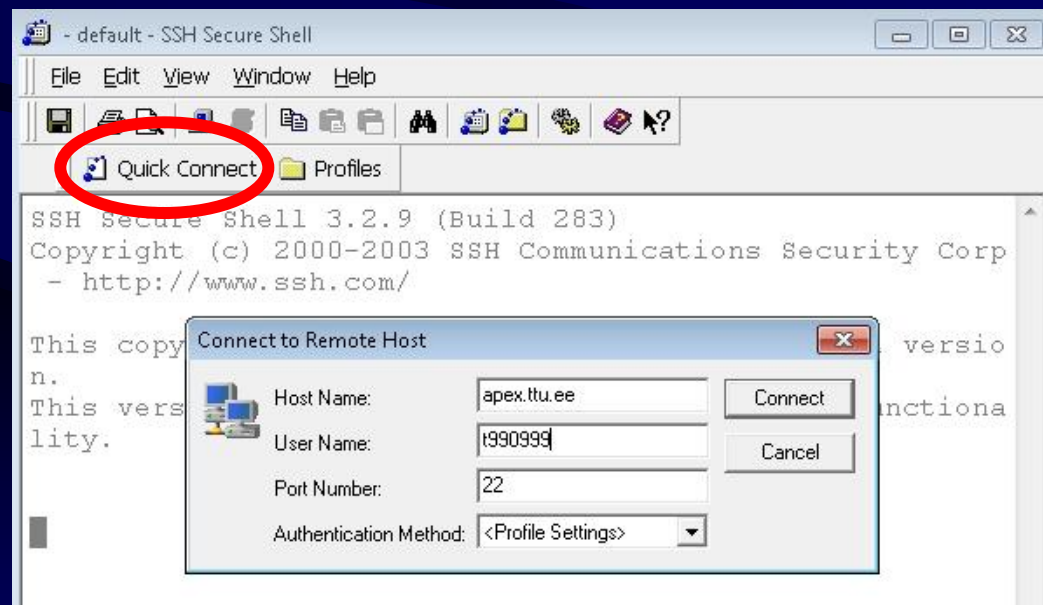 - default - SSH Secure Shell
File Edit View Window Help
Quick Connect Profiles
SSH Secure Shell 3.2.9 (Build 283)
Copyright (c) 2000-2003 SSH Communications Security Corp
- http://www.ssh.com/
This copy versio
n.
This vers nctiona
lity.
Connect to Remote Host
Host Name: apex.ttu.ee Connect
User Name: t990999 Cancel
Port Number: 22
Authentication Method: <Profile Settings>